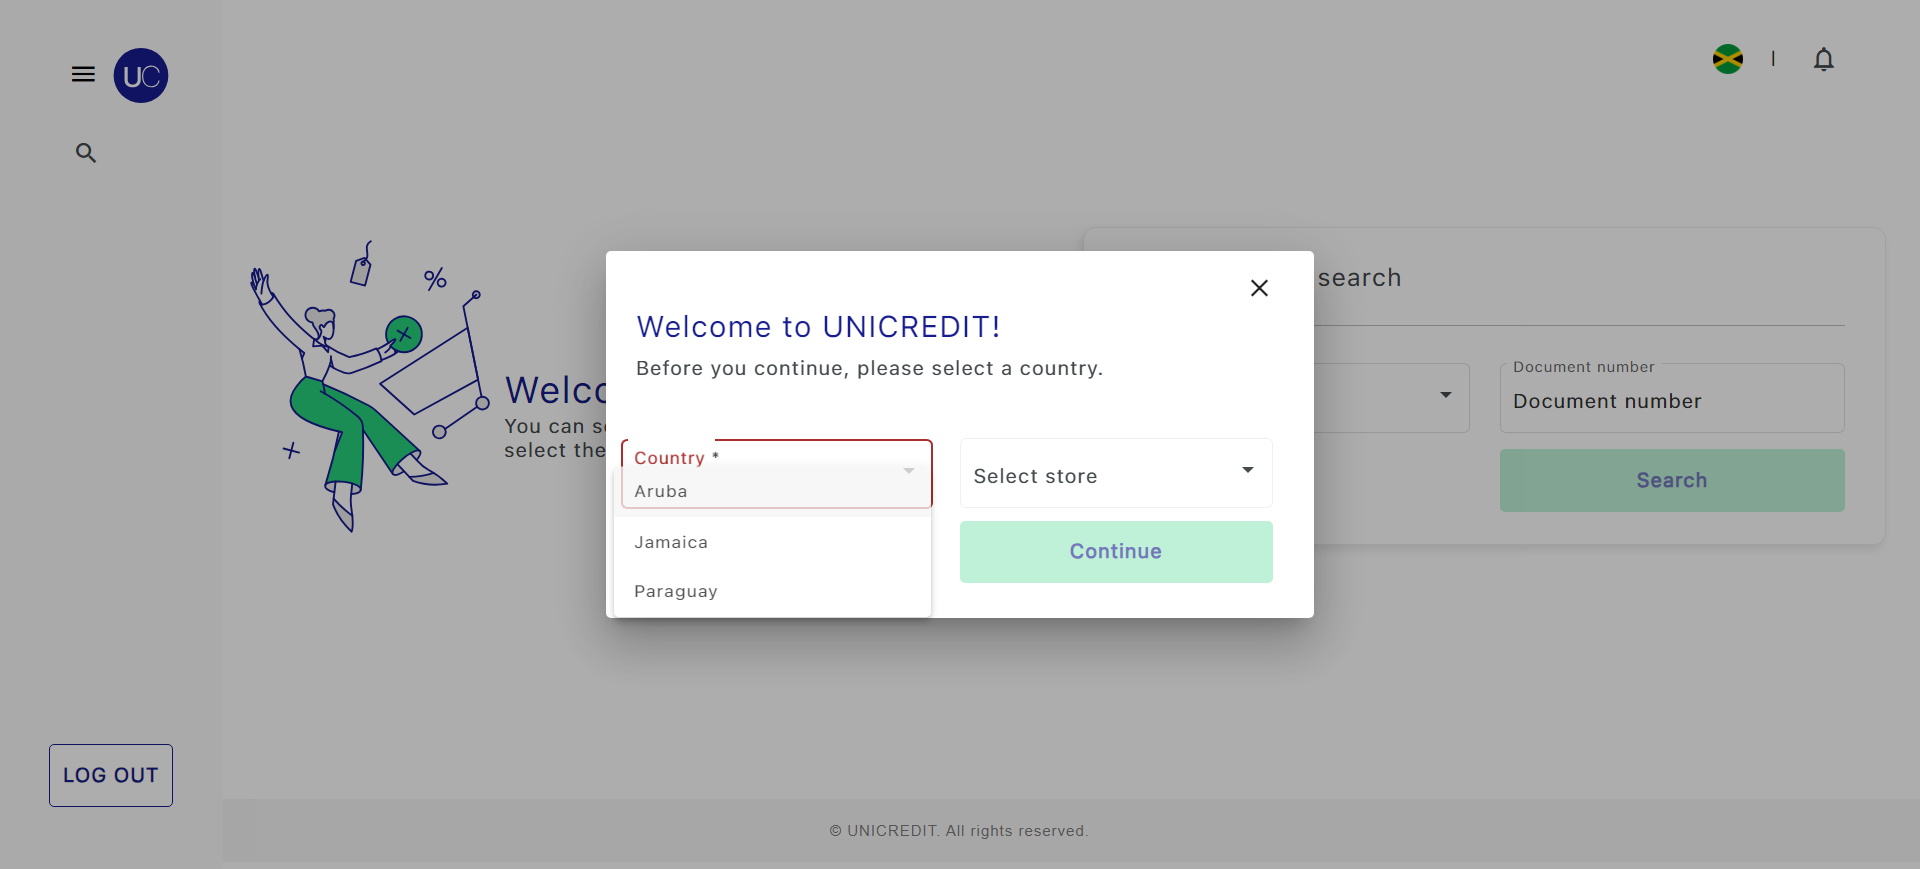 UC
search
Welcome to UNICREDIT!
Before you continue, please select a country.
Document number
Document number
Welco
You can s
select the
Country *
Aruba
Select store
Search
Jamaica
Continue
Paraguay
LOG OUT
© UNICREDIT. All rights reserved.